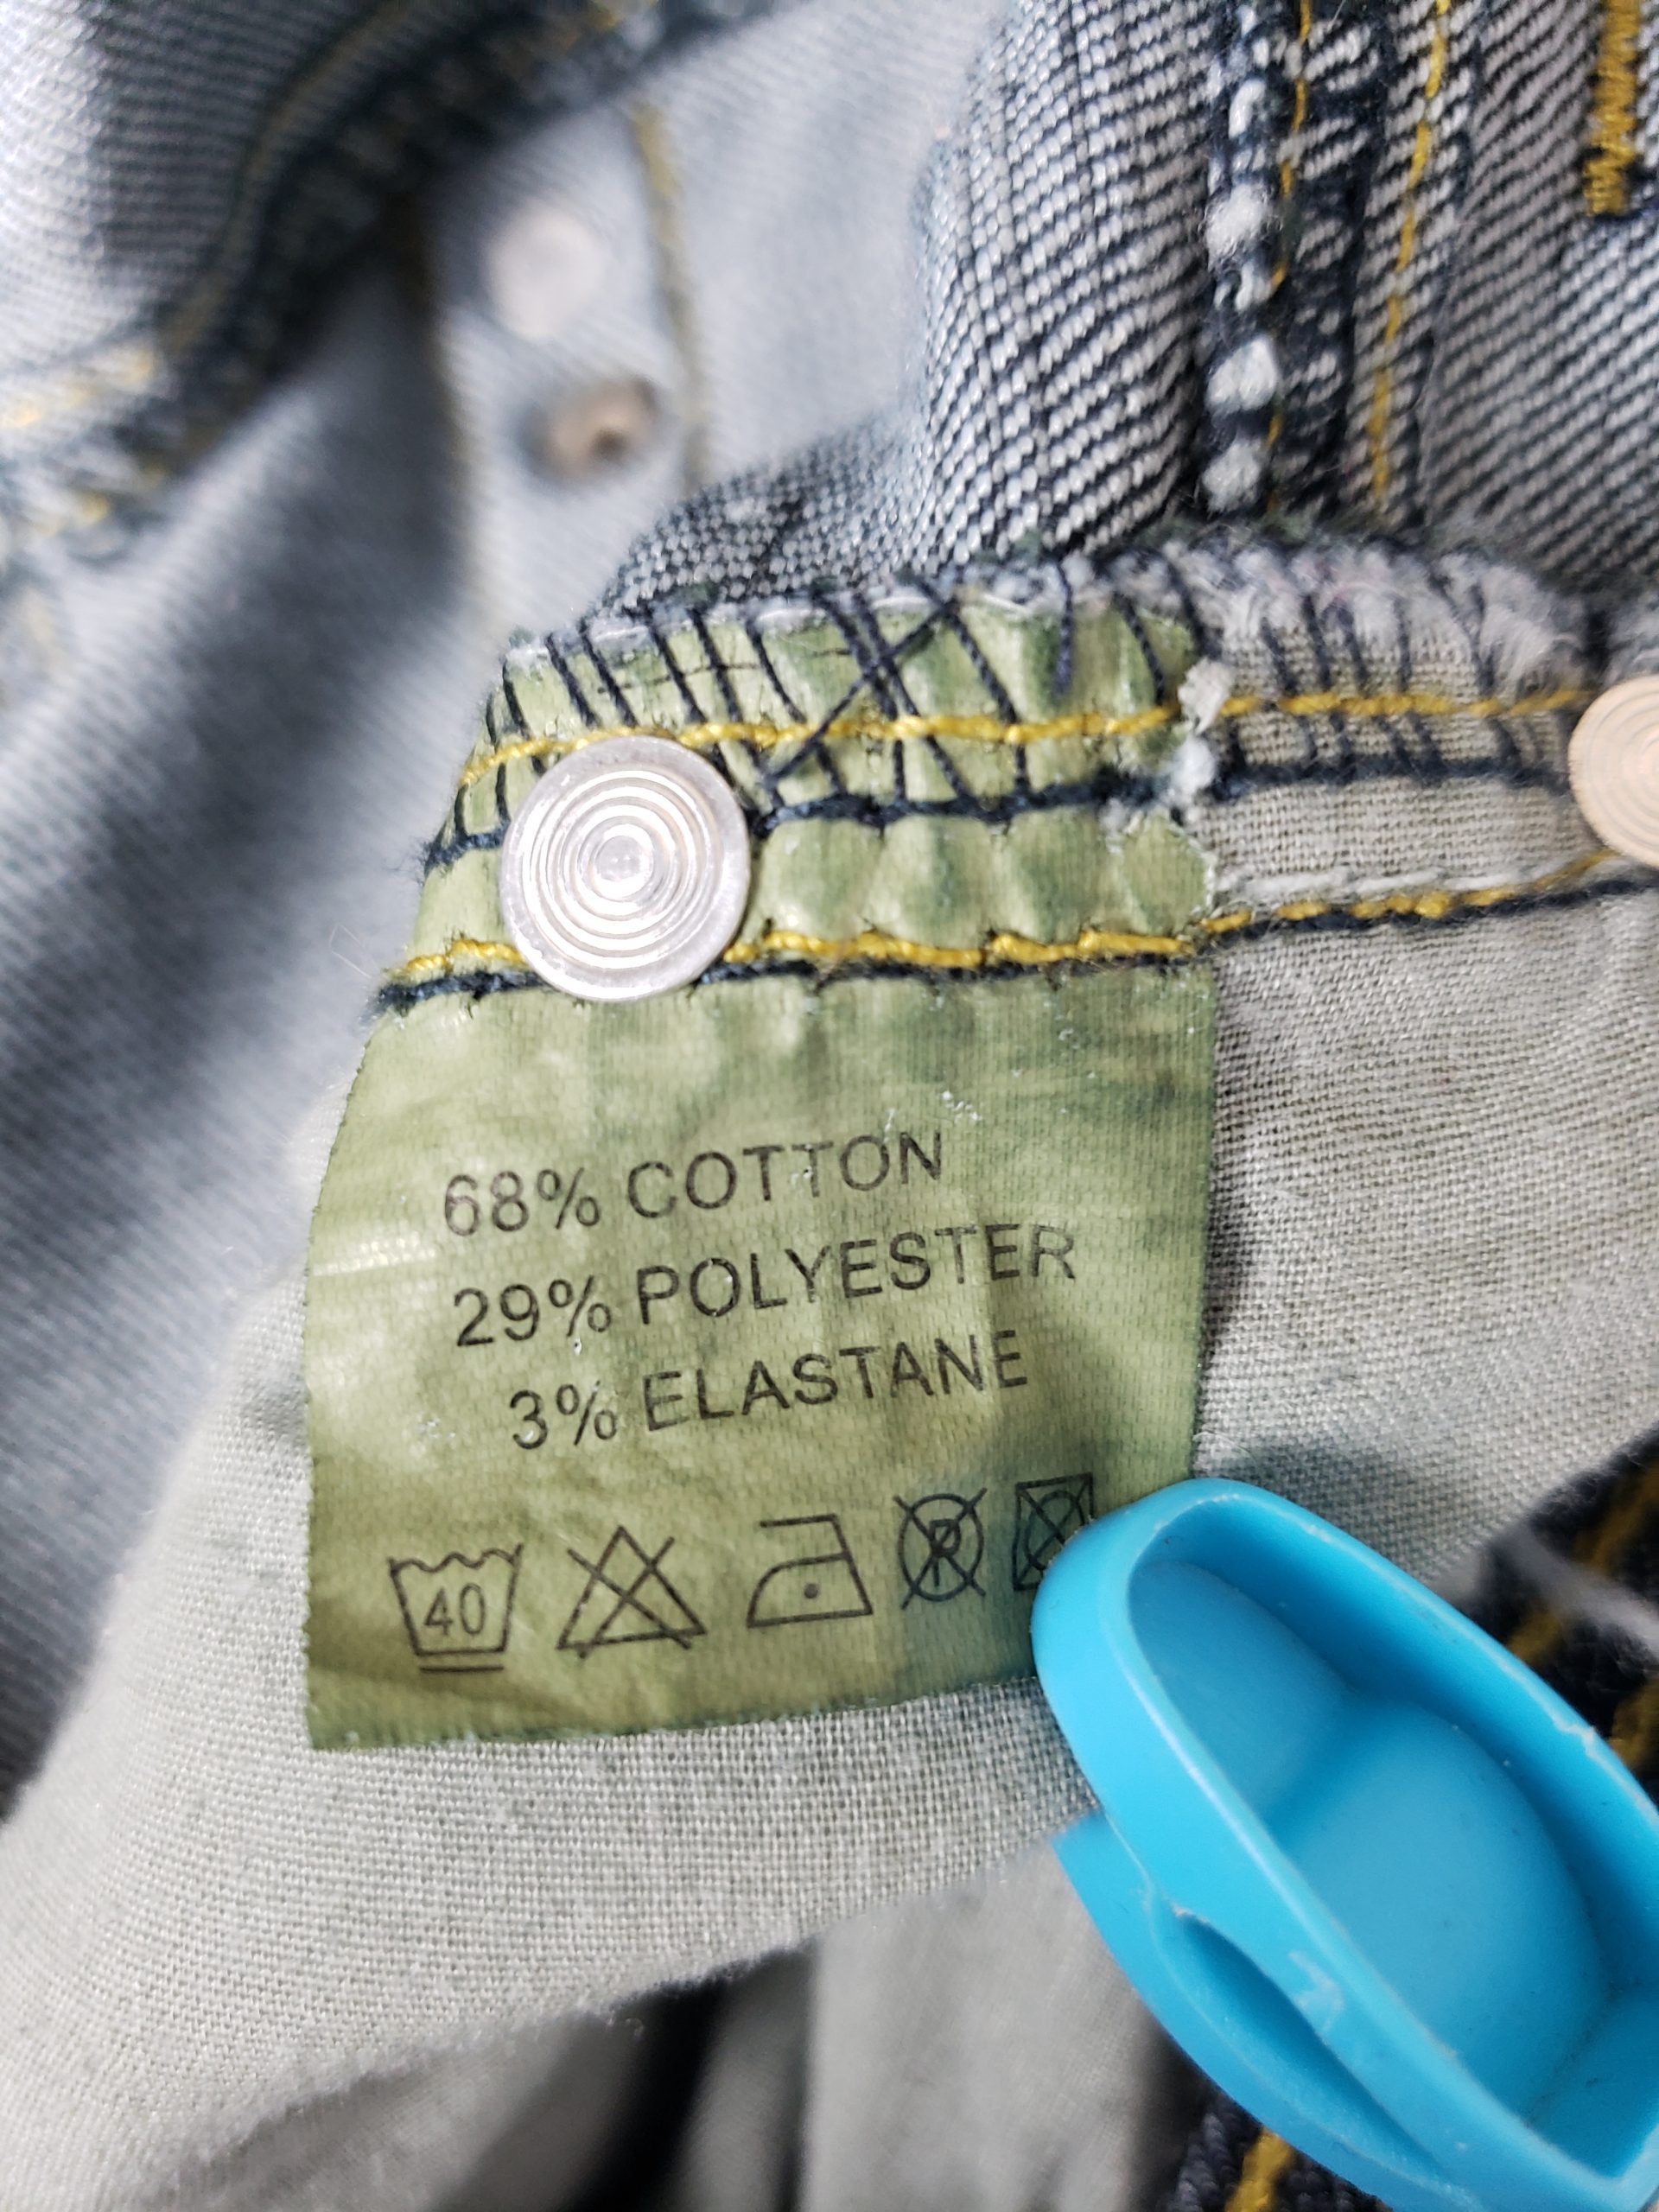 68% COTTON
29% POLYESTER
3% ELASTANE
40 P